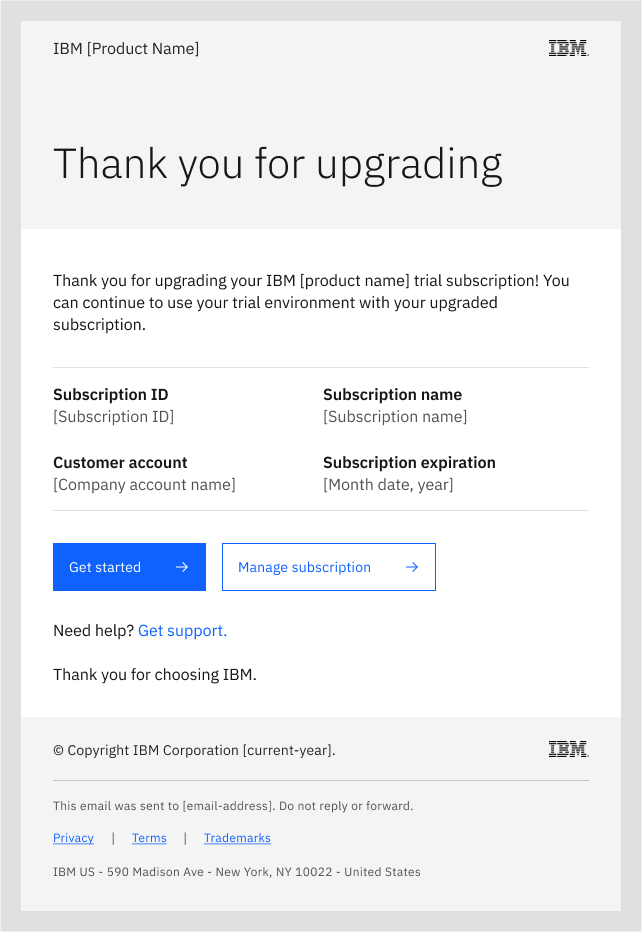 IBM [Product Name]
IBM
Thank you for upgrading
Thank you for upgrading your IBM [product name] trial subscription! You
can continue to use your trial environment with your upgraded
subscription.
Subscription ID
[Subscription ID]
Subscription name
[Subscription name]
Customer account
[Company account name]
Subscription expiration
[Month date, year]
Get started →
Manage subscription →
Need help? Get support.
Thank you for choosing IBM.
© Copyright IBM Corporation [current-year].
IBM
This email was sent to [email-address]. Do not reply or forward.
Privacy | Terms | Trademarks
IBM US - 590 Madison Ave - New York, NY 10022 - United States